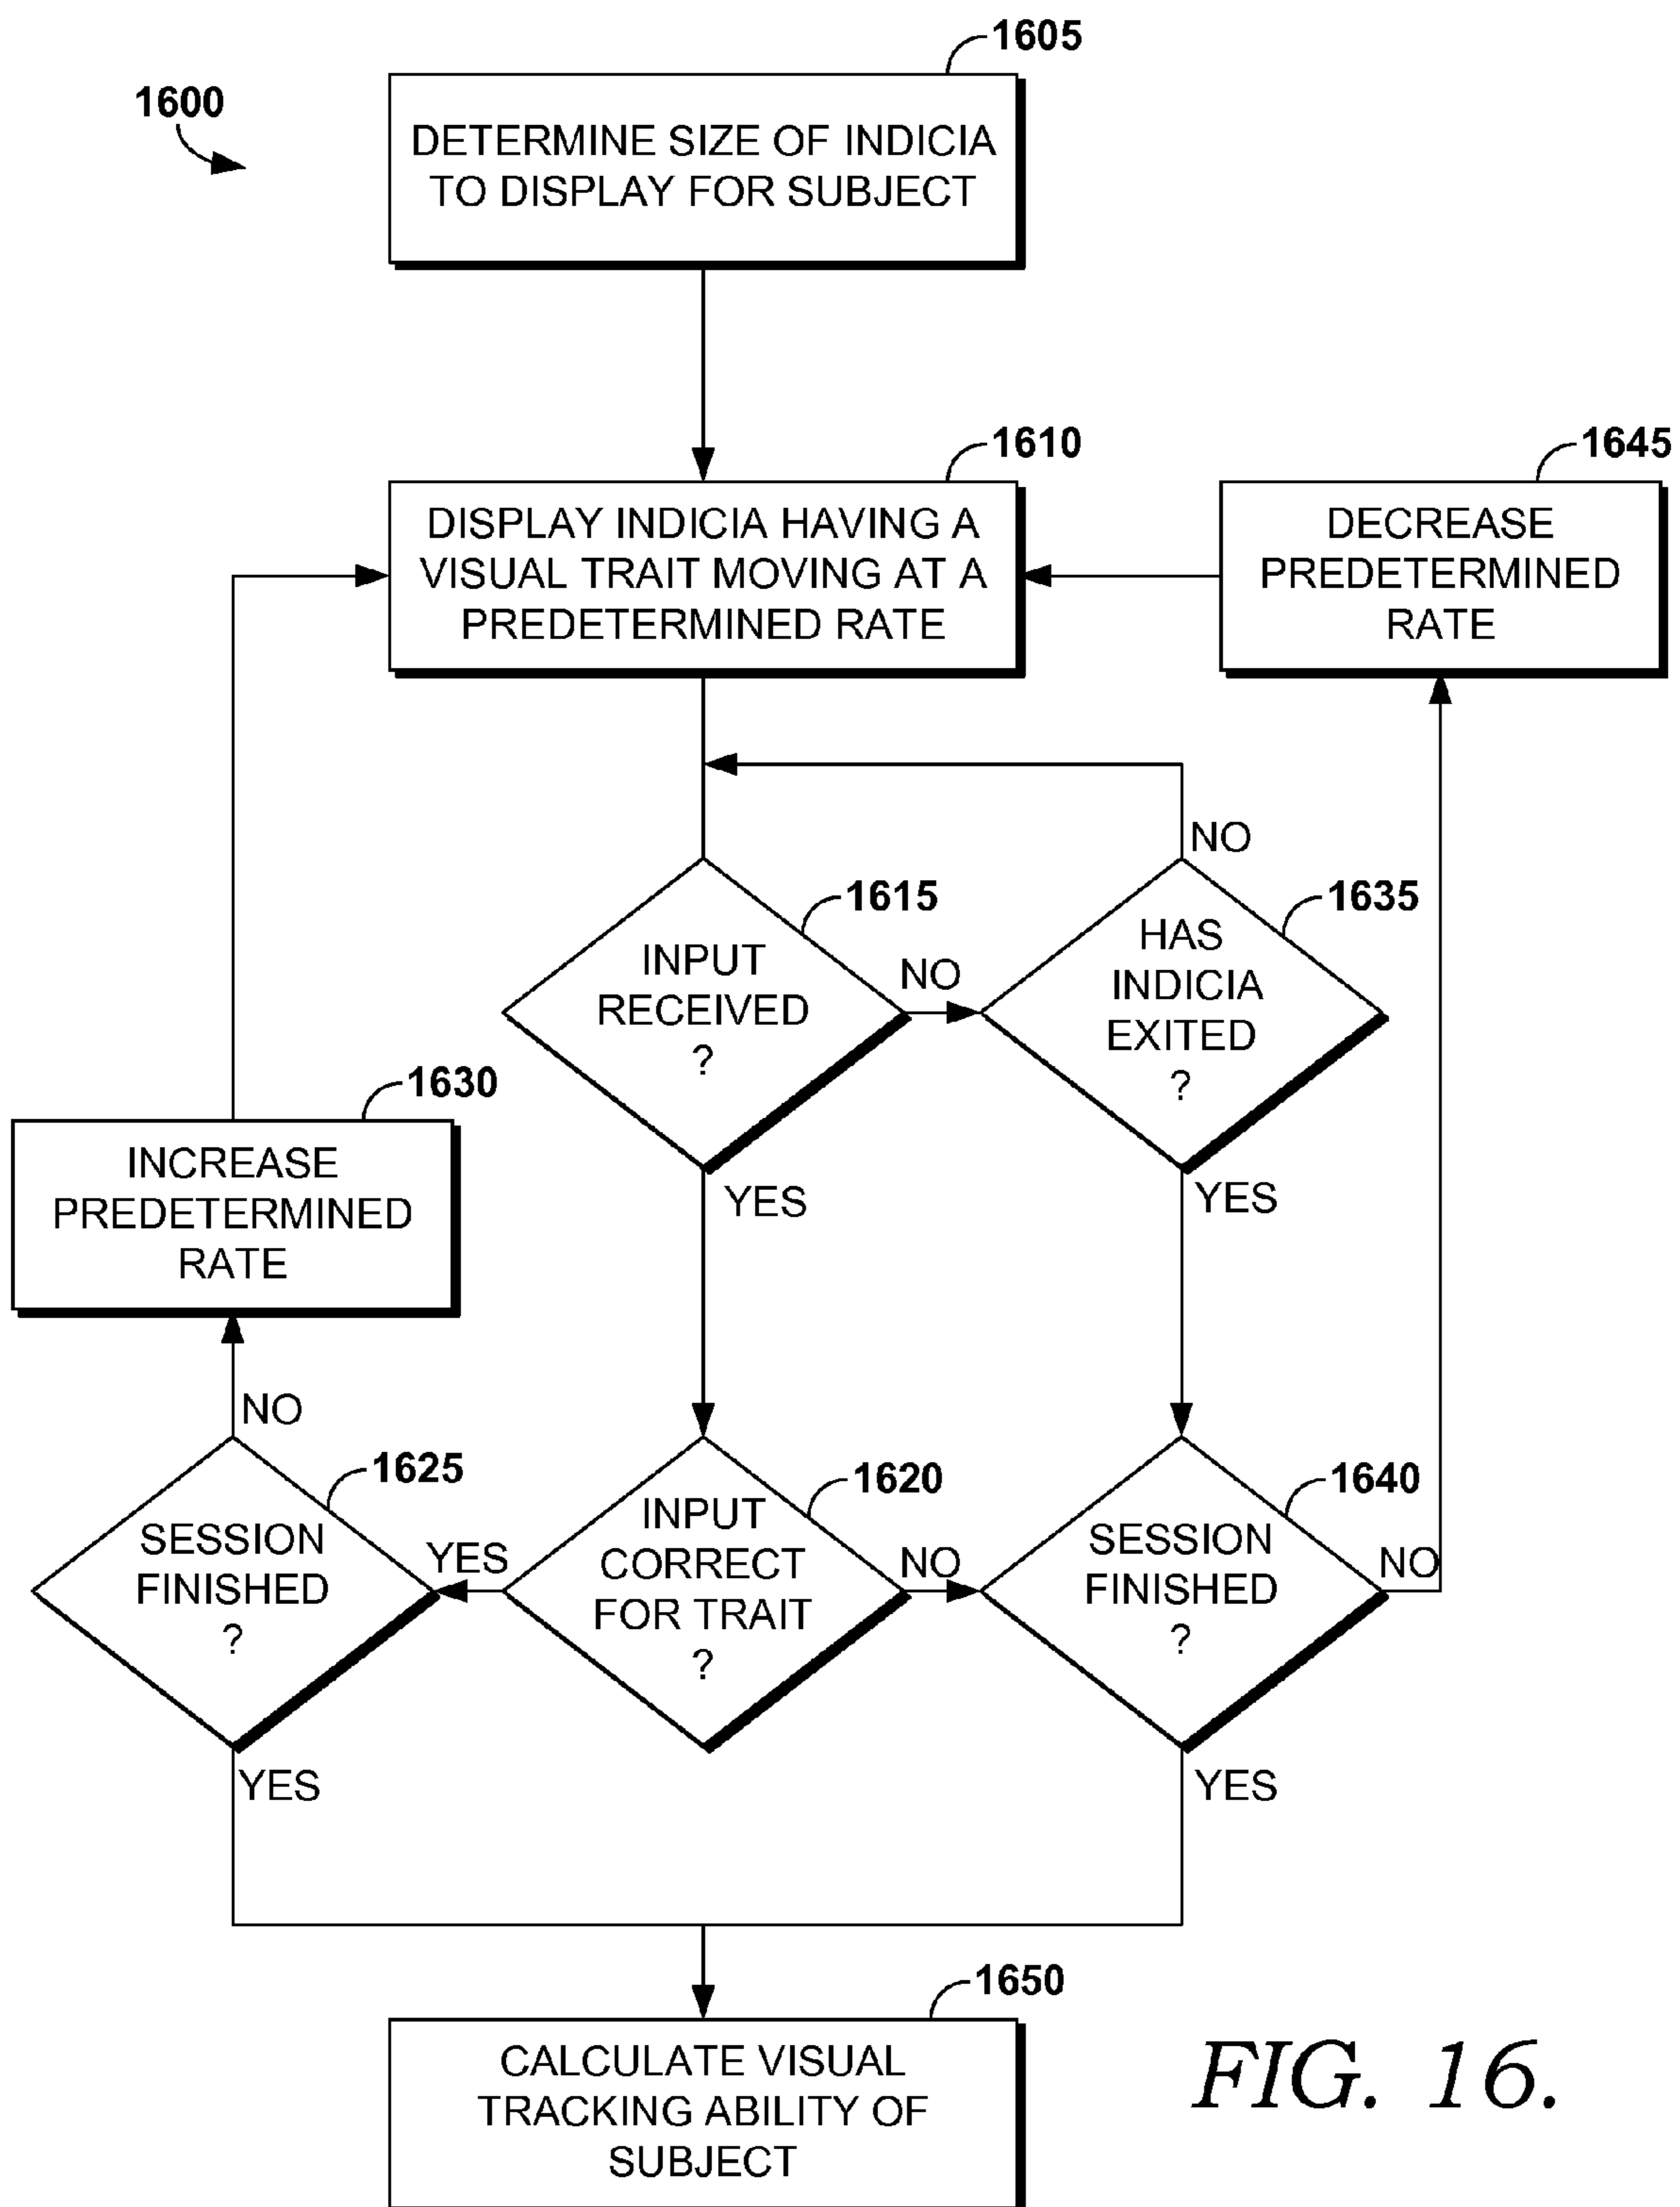 1600
1605
DETERMINE SIZE OF INDICIA
TO DISPLAY FOR SUBJECT
1610
DISPLAY INDICIA HAVING A
VISUAL TRAIT MOVING AT A
PREDETERMINED RATE
1645
DECREASE
PREDETERMINED
RATE
1615
INPUT
RECEIVED
?
NO
YES
1635
HAS
INDICIA
EXITED
?
NO
YES
1630
INCREASE
PREDETERMINED
RATE
NO
1625
SESSION
FINISHED
?
YES
YES
1620
INPUT
CORRECT
FOR TRAIT
?
NO
1640
SESSION
FINISHED
?
NO
YES
1650
CALCULATE VISUAL
TRACKING ABILITY OF
SUBJECT
FIG. 16.